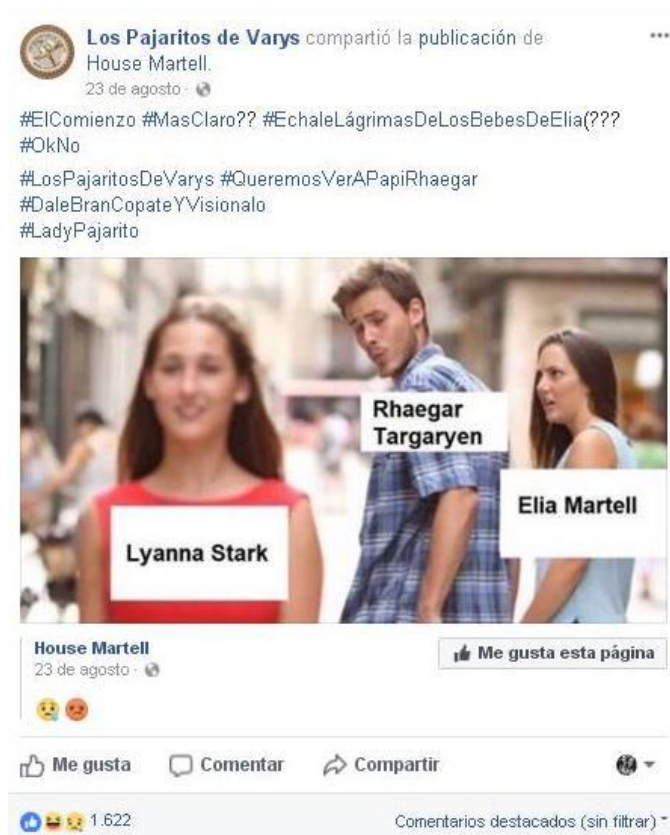 Los Pajaritos de Varys compartió la publicación de
House Martell.
23 de agosto ·
#ElComienzo #MasClaro?? #EchaleLágrimasDeLosBebesDeElia(???
#OkNo
#LosPajaritosDeVarys #QueremosVerAPapiRhaegar
#DaleBranCopateYVisionalo
#LadyPajarito
Rhaegar
Targaryen
Elia Martell
Lyanna Stark
House Martell
23 de agosto ·
Me gusta esta página
Me gusta Comentar Compartir
1.622 Comentarios destacados (sin filtrar)